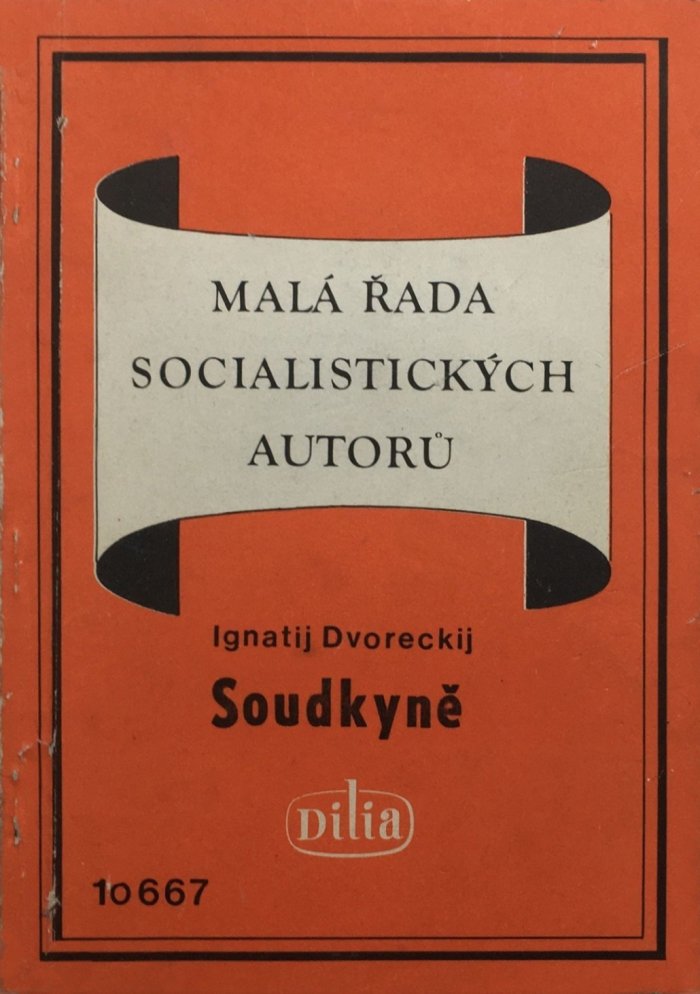 MALÁ ŘADA
SOCIALISTICKÝCH
AUTORŮ
Ignatij Dvoreckij
Soudkyně
Dilia
10667